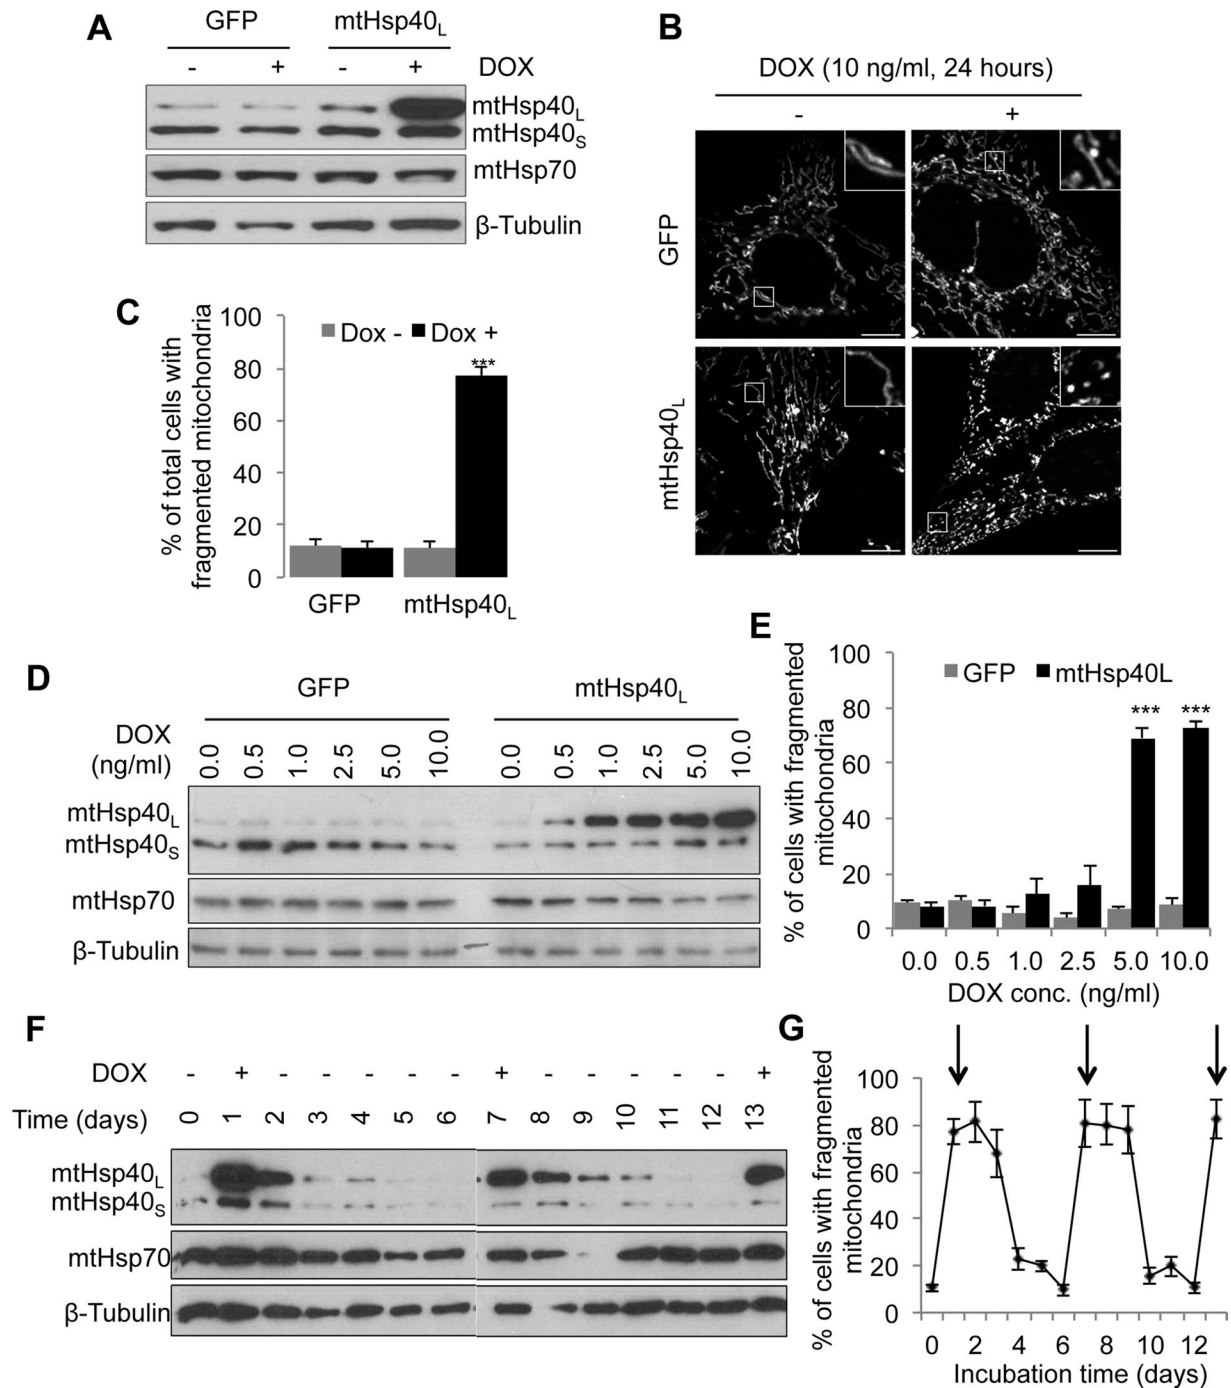 A
GFP mtHsp40L
- + - + DOX
mtHsp40L
mtHsp40S
mtHsp70
β-Tubulin
B
DOX (10 ng/ml, 24 hours)
- +
GFP
mtHsp40L
C
% of total cells with
fragmented mitochondria
100
80
60
40
20
0
Dox - Dox +
***
GFP mtHsp40L
D
GFP mtHsp40L
DOX
(ng/ml)
0.0 0.5 1.0 2.5 5.0 10.0 0.0 0.5 1.0 2.5 5.0 10.0
mtHsp40L
mtHsp40S
mtHsp70
β-Tubulin
E
% of cells with fragmented
mitochondria
100
80
60
40
20
0
GFP mtHsp40L
*** ***
0.0 0.5 1.0 2.5 5.0 10.0
DOX conc. (ng/ml)
F
DOX - + - - - - - + - - - - - +
Time (days) 0 1 2 3 4 5 6 7 8 9 10 11 12 13
mtHsp40L
mtHsp40S
mtHsp70
β-Tubulin
G
% of cells with fragmented
mitochondria
100
80
60
40
20
0
0 2 4 6 8 10 12
Incubation time (days)